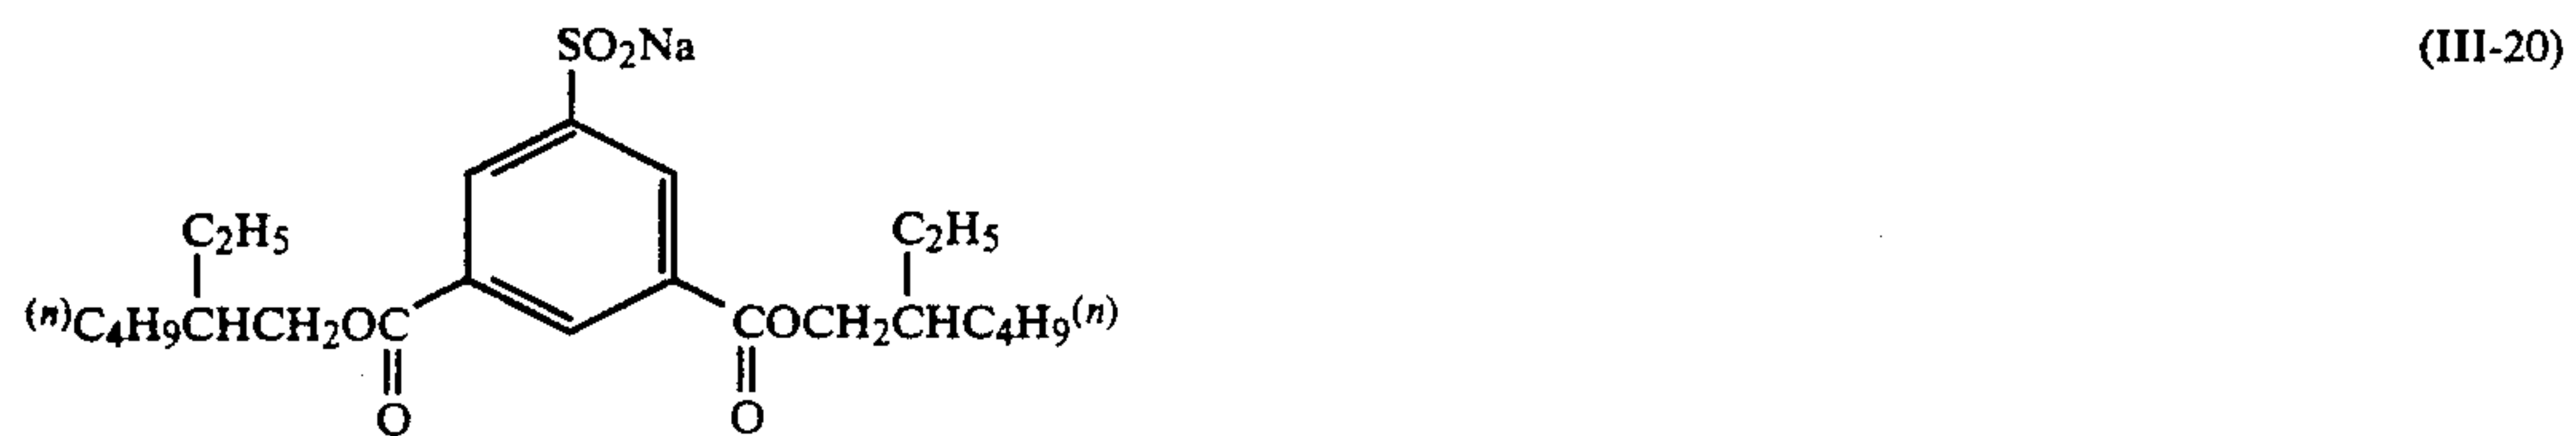 SO2Na (III-20)
C2H5 C2H5
(n)C4H9CHCH2OC COCH2CHC4H9(n)
O O